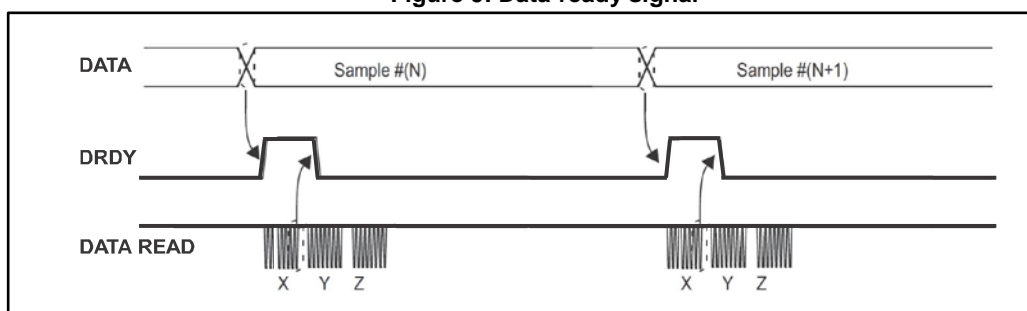 DATA
Sample #(N)
Sample #(N+1)
DRDY
DATA READ
X Y Z
X Y Z